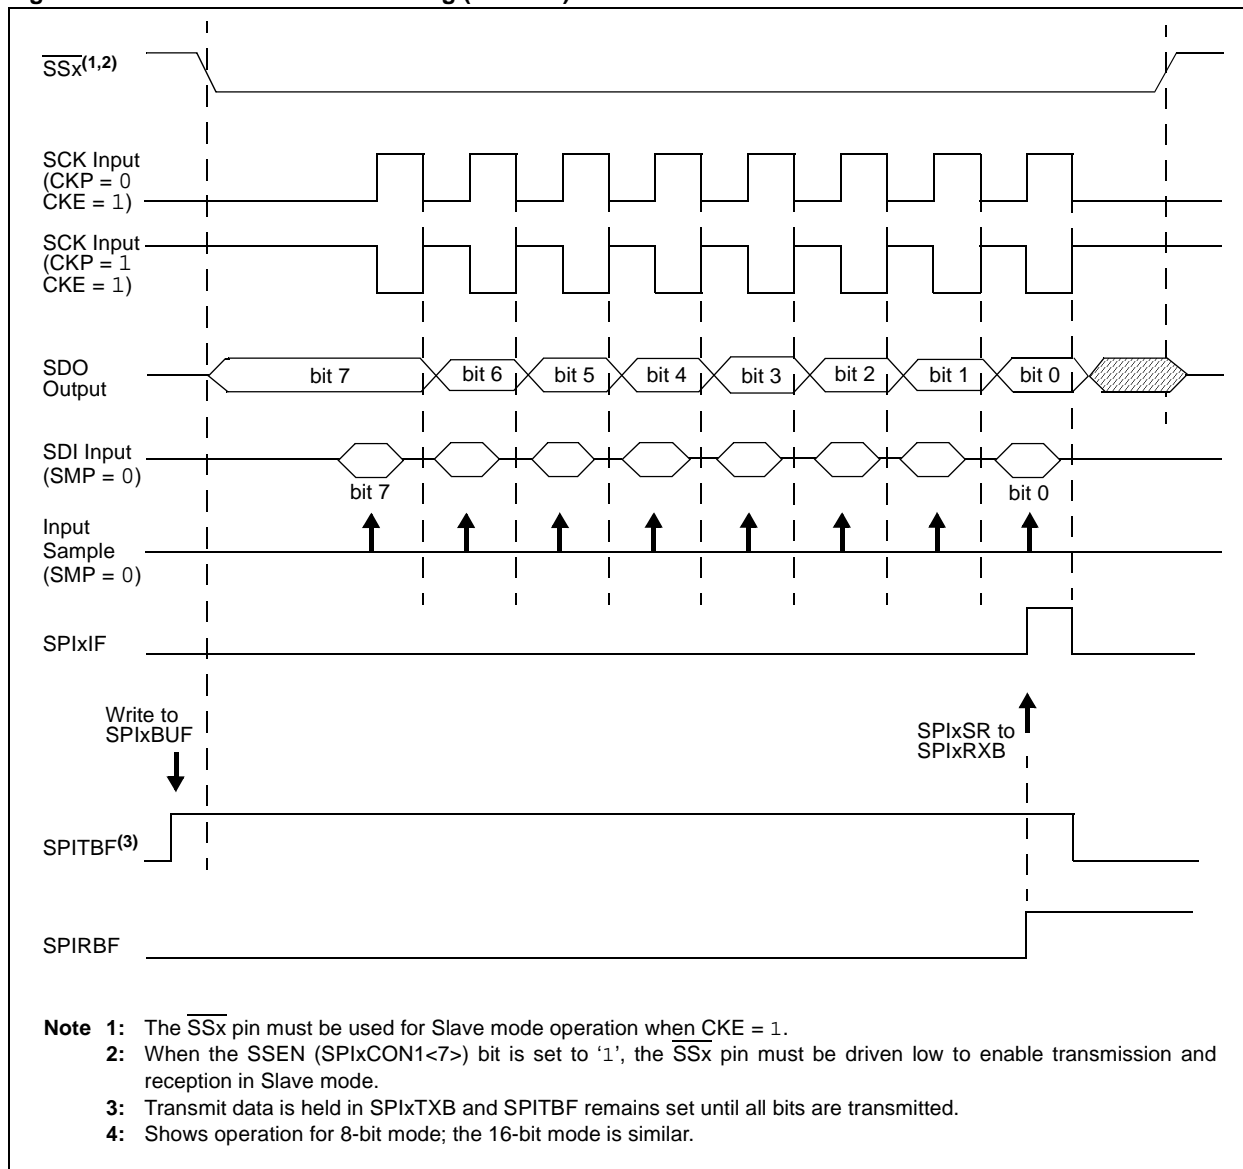 SSx(1,2)
SCK Input
(CKP = 0
CKE = 1)
SCK Input
(CKP = 1
CKE = 1)
SDO
Output
bit 7 bit 6 bit 5 bit 4 bit 3 bit 2 bit 1 bit 0
SDI Input
(SMP = 0)
bit 7 bit 0
Input
Sample
(SMP = 0)
SPIxIF
Write to
SPIxBUF
SPIxSR to
SPIxRXB
SPITBF(3)
SPIRBF
Note 1: The SSx pin must be used for Slave mode operation when CKE = 1.
2: When the SSEN (SPIxCON1<7>) bit is set to ‘1’, the SSx pin must be driven low to enable transmission and
reception in Slave mode.
3: Transmit data is held in SPIxTXB and SPITBF remains set until all bits are transmitted.
4: Shows operation for 8-bit mode; the 16-bit mode is similar.